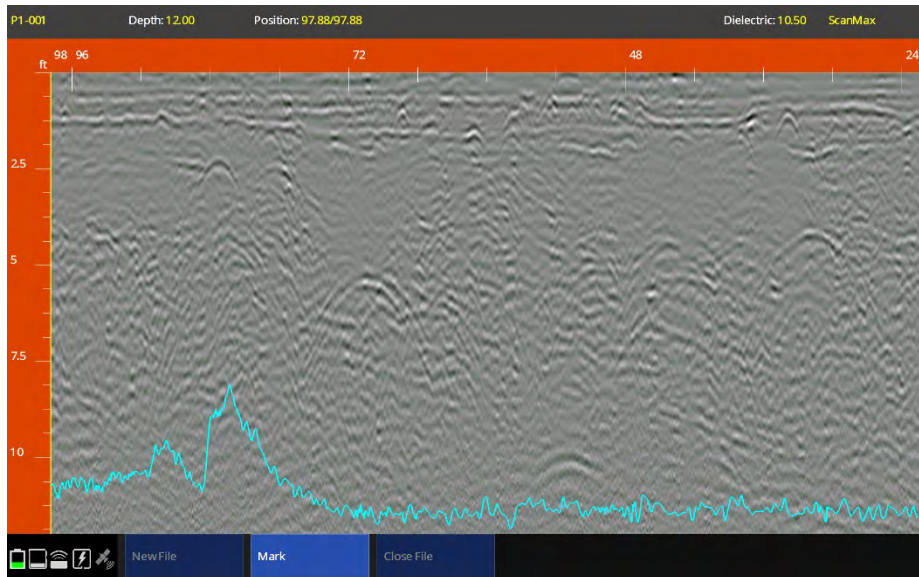 P1-001 Depth: 12.00 Position: 97.88/97.88 Dielectric: 10.50 ScanMax
ft 98 96 72 48 24
2.5
5
7.5
10
New File Mark Close File